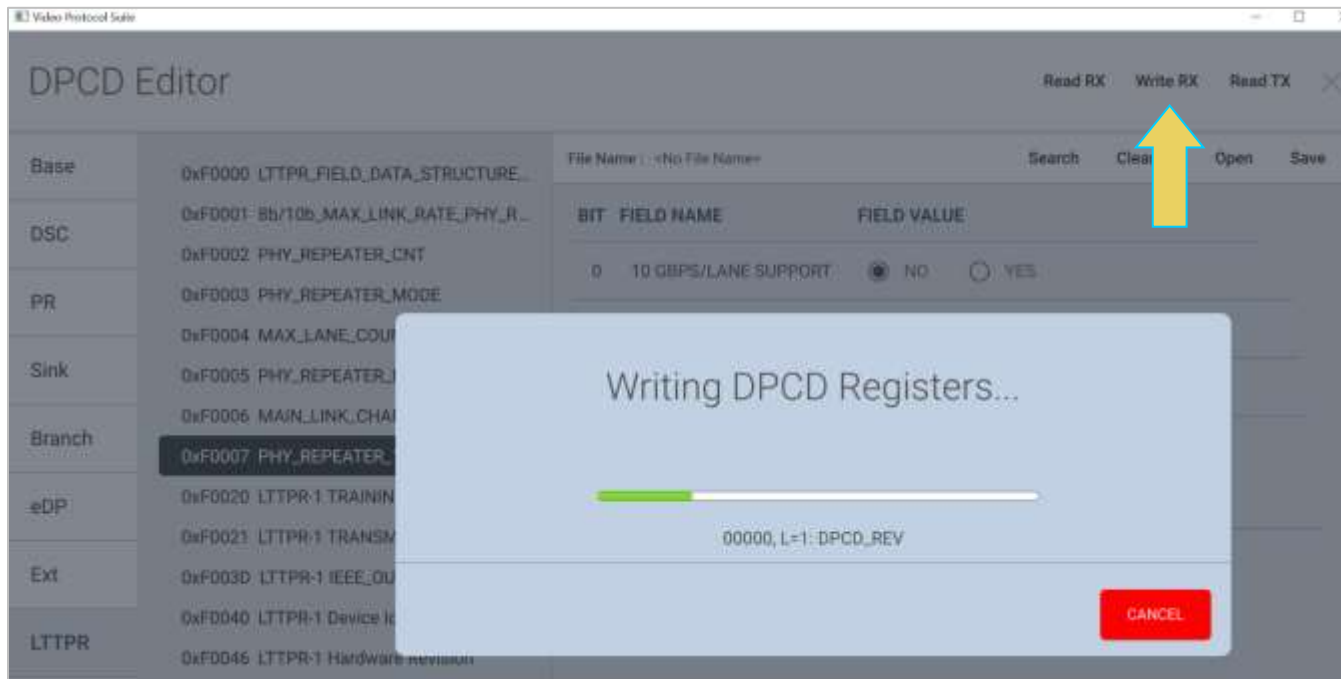 Video Protocol Suite
DPCD Editor
Read RX Write RX Read TX
Base
DSC
PR
Sink
Branch
eDP
Ext
LTTPR
0xF0000 LTTPR_FIELD_DATA_STRUCTURE...
0xF0001 8b/10b_MAX_LINK_RATE_PHY_R...
0xF0002 PHY_REPEATER_CNT
0xF0003 PHY_REPEATER_MODE
0xF0004 MAX_LANE_COU
0xF0005 PHY_REPEATER_
0xF0006 MAIN_LINK_CHA
0xF0007 PHY_REPEATER_
0xF0020 LTTPR-1 TRAININ
0xF0021 LTTPR-1 TRANSM
0xF003D LTTPR-1 IEEE_OU
0xF0040 LTTPR-1 Device Id
0xF0046 LTTPR-1 Hardware Revision
File Name : <No File Name>
Search Clea Open Save
BIT FIELD NAME FIELD VALUE
0 10 GBPS/LANE SUPPORT NO YES
Writing DPCD Registers...
00000, L=1: DPCD_REV
CANCEL